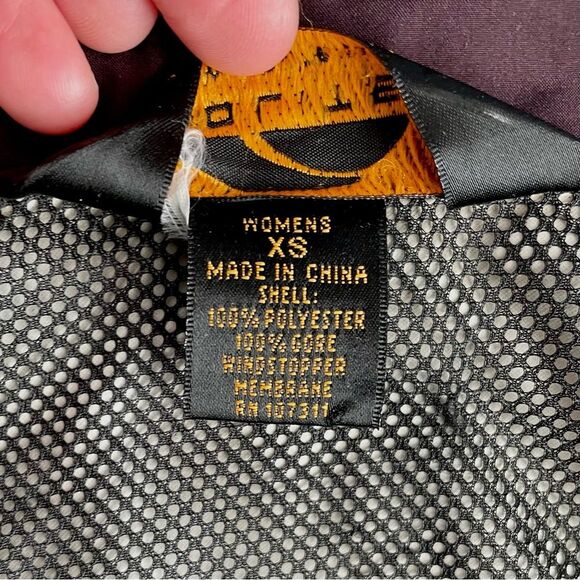 WOMENS
XS
MADE IN CHINA
SHELL:
100% POLYESTER
100% GORE
WINDSTOPPER
MEMBRANE
RN 107311